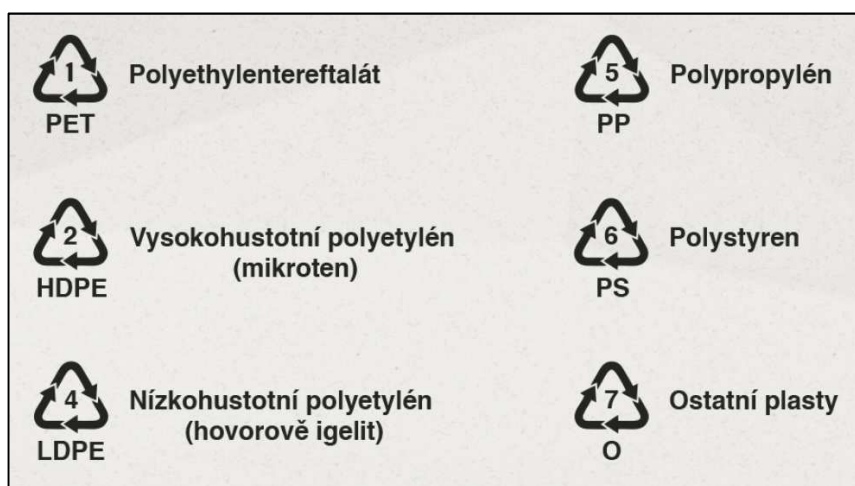 1
PET
Polyethylentereftalát
2
HDPE
Vysokohustotní polyetylén
(mikroten)
4
LDPE
Nízkohustotní polyetylén
(hovorově igelit)
5
PP
Polypropylén
6
PS
Polystyren
7
O
Ostatní plasty